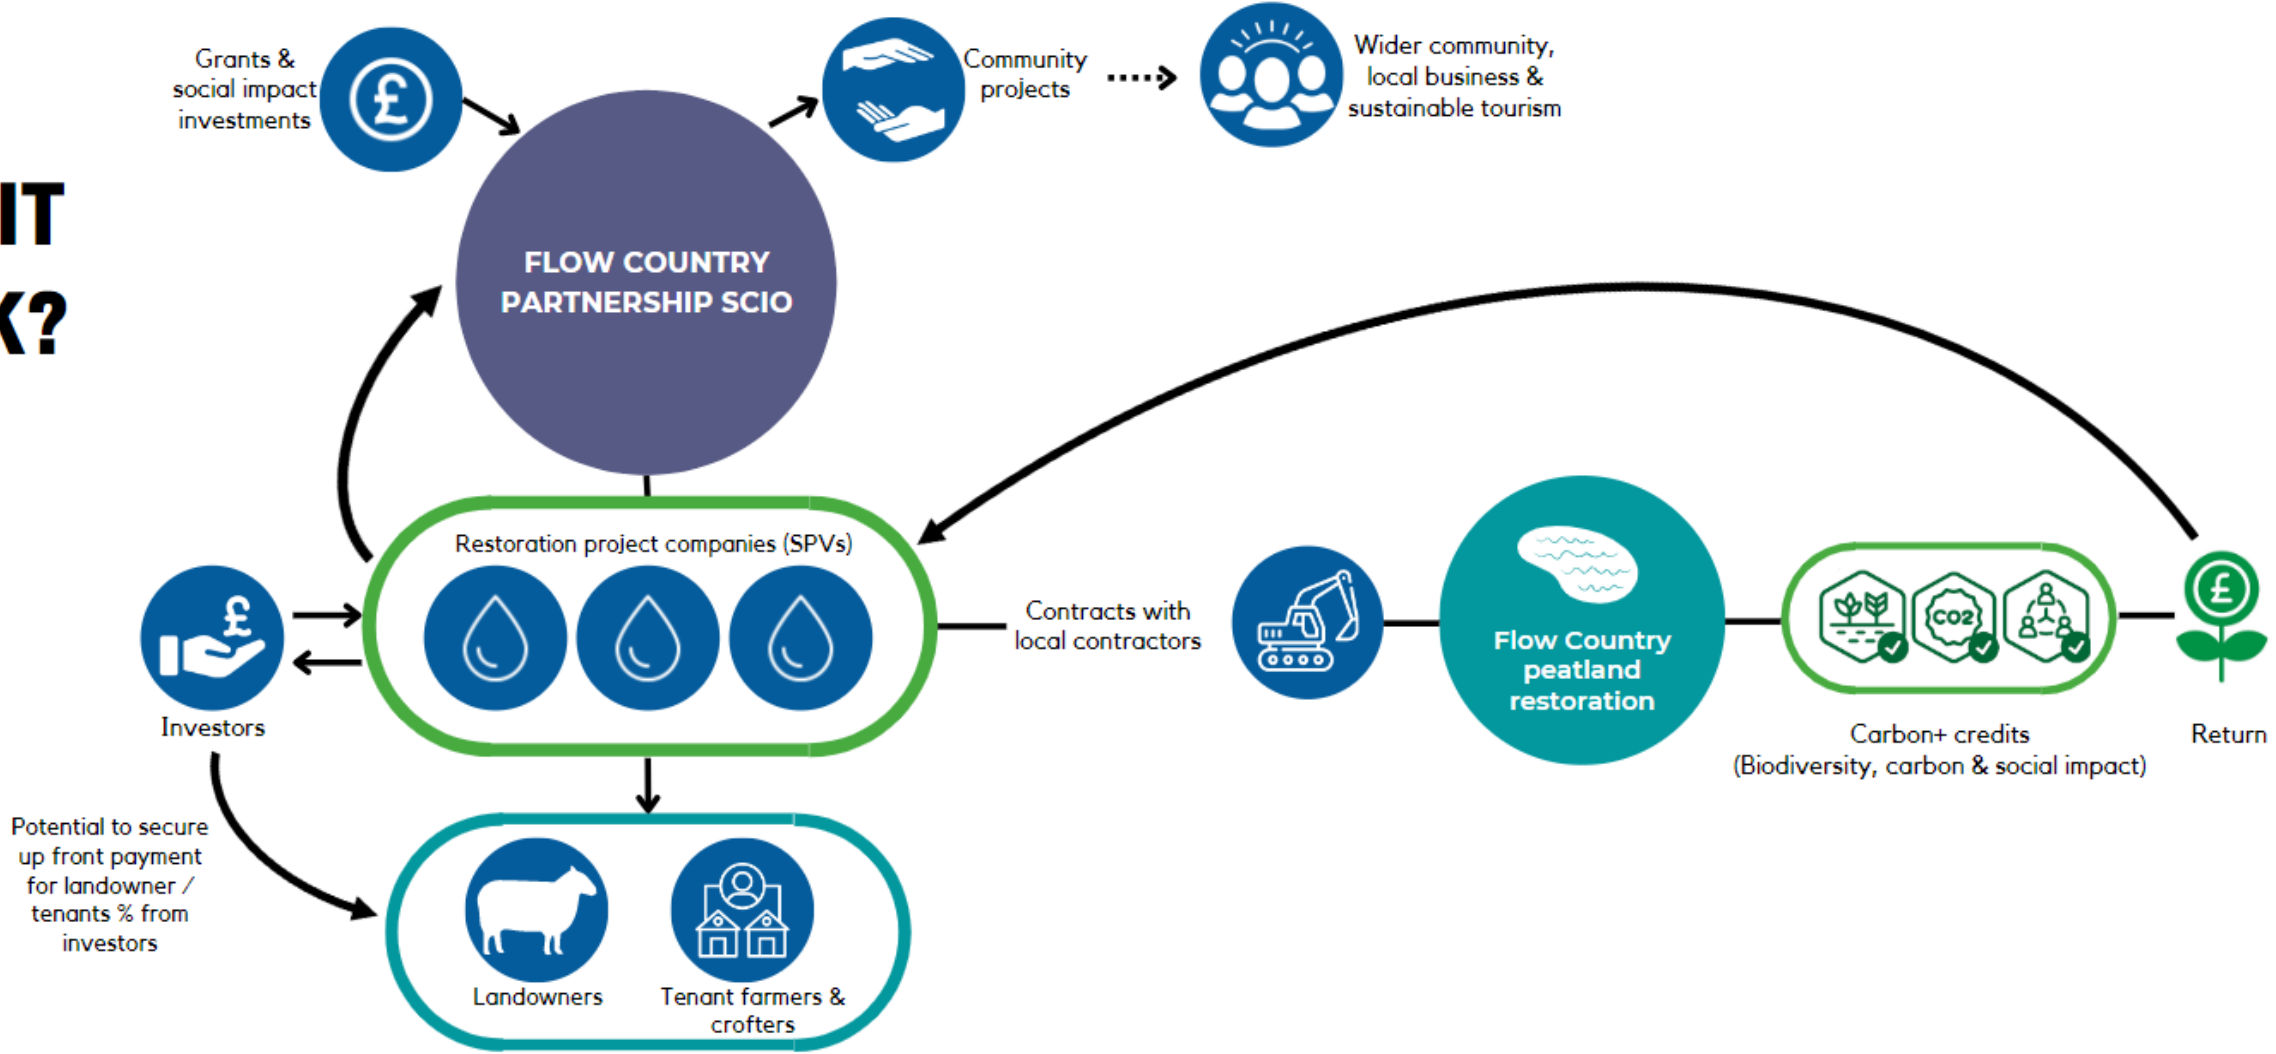 IT
K?
Grants &
social impact
investments
£
Community
projects
Wider community,
local business &
sustainable tourism
FLOW COUNTRY
PARTNERSHIP SCIO
Restoration project companies (SPVs)
£
Investors
Contracts with
local contractors
Flow Country
peatland
restoration
CO2
Carbon+ credits
(Biodiversity, carbon & social impact)
£
Return
Potential to secure
up front payment
for landowner /
tenants % from
investors
Landowners
Tenant farmers &
crofters